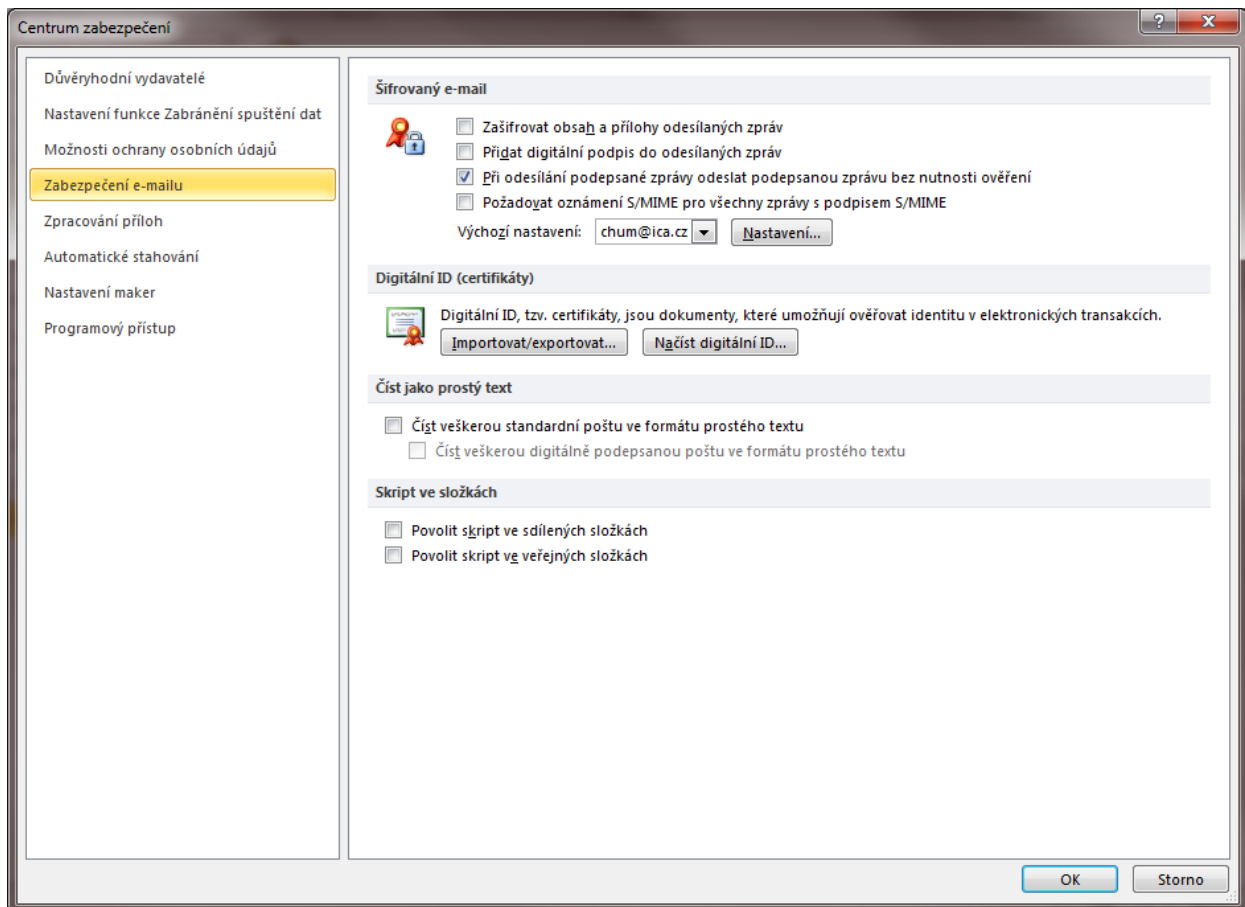 Centrum zabezpečení
Důvěryhodní vydavatelé
Nastavení funkce Zabránění spuštění dat
Možnosti ochrany osobních údajů
Zabezpečení e-mailu
Zpracování příloh
Automatické stahování
Nastavení maker
Programový přístup
Šifrovaný e-mail
Zašifrovat obsah a přílohy odesílaných zpráv
Přidat digitální podpis do odesílaných zpráv
Při odesílání podepsané zprávy odeslat podepsanou zprávu bez nutnosti ověření
Požadovat oznámení S/MIME pro všechny zprávy s podpisem S/MIME
Výchozí nastavení: chum@ica.cz Nastavení...
Digitální ID (certifikáty)
Digitální ID, tzv. certifikáty, jsou dokumenty, které umožňují ověřovat identitu v elektronických transakcích.
Importovat/exportovat... Načíst digitální ID...
Číst jako prostý text
Číst veškerou standardní poštu ve formátu prostého textu
Číst veškerou digitálně podepsanou poštu ve formátu prostého textu
Skript ve složkách
Povolit skript ve sdílených složkách
Povolit skript ve veřejných složkách
OK Storno